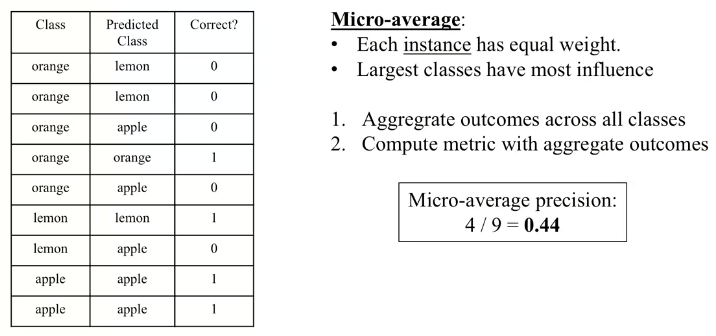 Class Predicted Class Correct?
orange lemon 0
orange lemon 0
orange apple 0
orange orange 1
orange apple 0
lemon lemon 1
lemon apple 0
apple apple 1
apple apple 1
Micro-average:
• Each instance has equal weight.
• Largest classes have most influence
1. Aggregrate outcomes across all classes
2. Compute metric with aggregate outcomes
Micro-average precision:
4 / 9 = 0.44